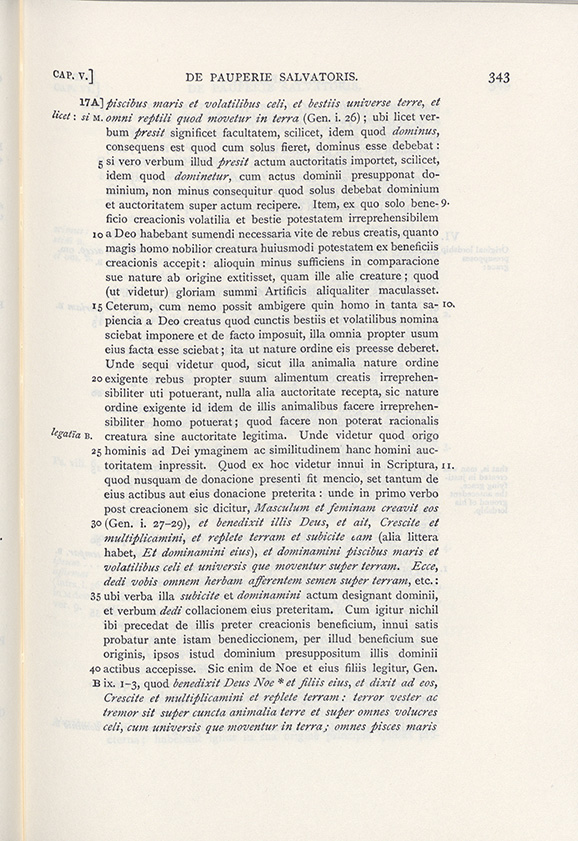 CAP. V.] DE PAUPERIE SALVATORIS. 343
17A] piscibus maris et volatilibus celi, et bestiis universe terre, et
licet : si M. omni reptili quod movetur in terra (Gen. i. 26) ; ubi licet ver-
bum presit significet facultatem, scilicet, idem quod dominus,
consequens est quod cum solus fieret, dominus esse debebat :
5 si vero verbum illud presit actum auctoritatis importet, scilicet,
idem quod dominetur, cum actus dominii presupponat do-
minium, non minus consequitur quod solus debebat dominium
et auctoritatem super actum recipere. Item, ex quo solo bene- 9.
ficio creacionis volatilia et bestie potestatem irreprehensibilem
10 a Deo habebant sumendi necessaria vite de rebus creatis, quanto
magis homo nobilior creatura huiusmodi potestatem ex beneficiis
creacionis accepit : alioquin minus sufficiens in comparacione
sue nature ab origine extitisset, quam ille alie creature ; quod
(ut videtur) gloriam summi Artificis aliqualiter maculasset.
15 Ceterum, cum nemo possit ambigere quin homo in tanta sa- 10.
piencia a Deo creatus quod cunctis bestiis et volatilibus nomina
sciebat imponere et de facto imposuit, illa omnia propter usum
eius facta esse sciebat ; ita ut nature ordine eis preesse deberet.
Unde sequi videtur quod, sicut illa animalia nature ordine
20 exigente rebus propter suum alimentum creatis irreprehen-
sibiliter uti potuerant, nulla alia auctoritate recepta, sic nature
ordine exigente id idem de illis animalibus facere irreprehen-
sibiliter homo potuerat ; quod facere non poterat racionalis
legatia B. creatura sine auctoritate legitima. Unde videtur quod origo
25 hominis ad Dei ymaginem ac similitudinem hanc homini auc-
toritatem inpressit. Quod ex hoc videtur innui in Scriptura, 11.
quod nusquam de donacione presenti fit mencio, set tantum de
eius actibus aut eius donacione preterita : unde in primo verbo
post creacionem sic dicitur, Masculum et feminam creavit eos
30 (Gen. i. 27-29), et benedixit illis Deus, et ait, Crescite et
multiplicamini, et replete terram et subicite eam (alia littera
habet, Et dominamini eius), et dominamini piscibus maris et
volatilibus celi et universis que moventur super terram. Ecce,
dedi vobis omnem herbam afferentem semen super terram, etc. :
35 ubi verba illa subicite et dominamini actum designant dominii,
et verbum dedi collacionem eius preteritam. Cum igitur nichil
ibi precedat de illis preter creacionis beneficium, innui satis
probatur ante istam benediccionem, per illud beneficium sue
originis, ipsos istud dominium presuppositum illis dominii
40 actibus accepisse. Sic enim de Noe et eius filiis legitur, Gen.
B ix. 1-3, quod benedixit Deus Noe * et filiis eius, et dixit ad eos,
Crescite et multiplicamini et replete terram : terror vester ac
tremor sit super cuncta animalia terre et super omnes volucres
celi, cum universis que moventur in terra; omnes pisces maris